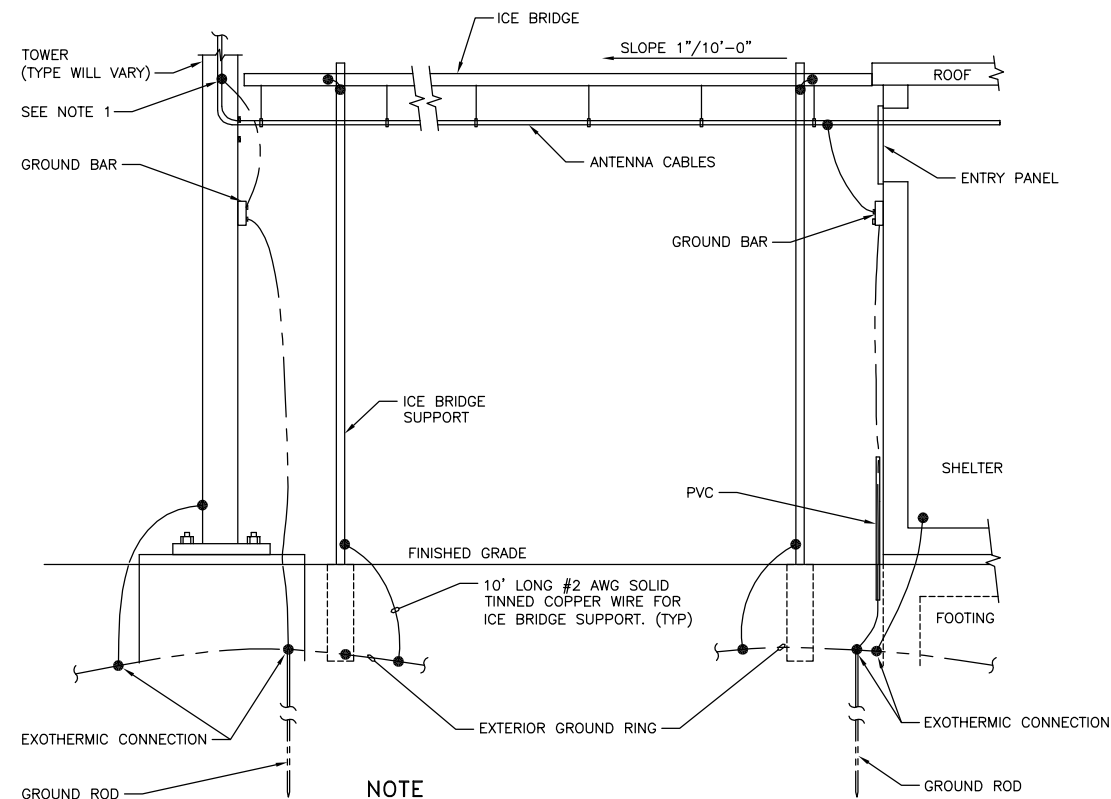 ICE BRIDGE
TOWER
(TYPE WILL VARY)
SLOPE 1"/10'-0"
ROOF
SEE NOTE 1
ANTENNA CABLES
GROUND BAR
ENTRY PANEL
GROUND BAR
ICE BRIDGE
SUPPORT
SHELTER
PVC
FINISHED GRADE
10' LONG #2 AWG SOLID
TINNED COPPER WIRE FOR
ICE BRIDGE SUPPORT. (TYP)
FOOTING
EXTERIOR GROUND RING
EXOTHERMIC CONNECTION
EXOTHERMIC CONNECTION
GROUND ROD
NOTE
GROUND ROD